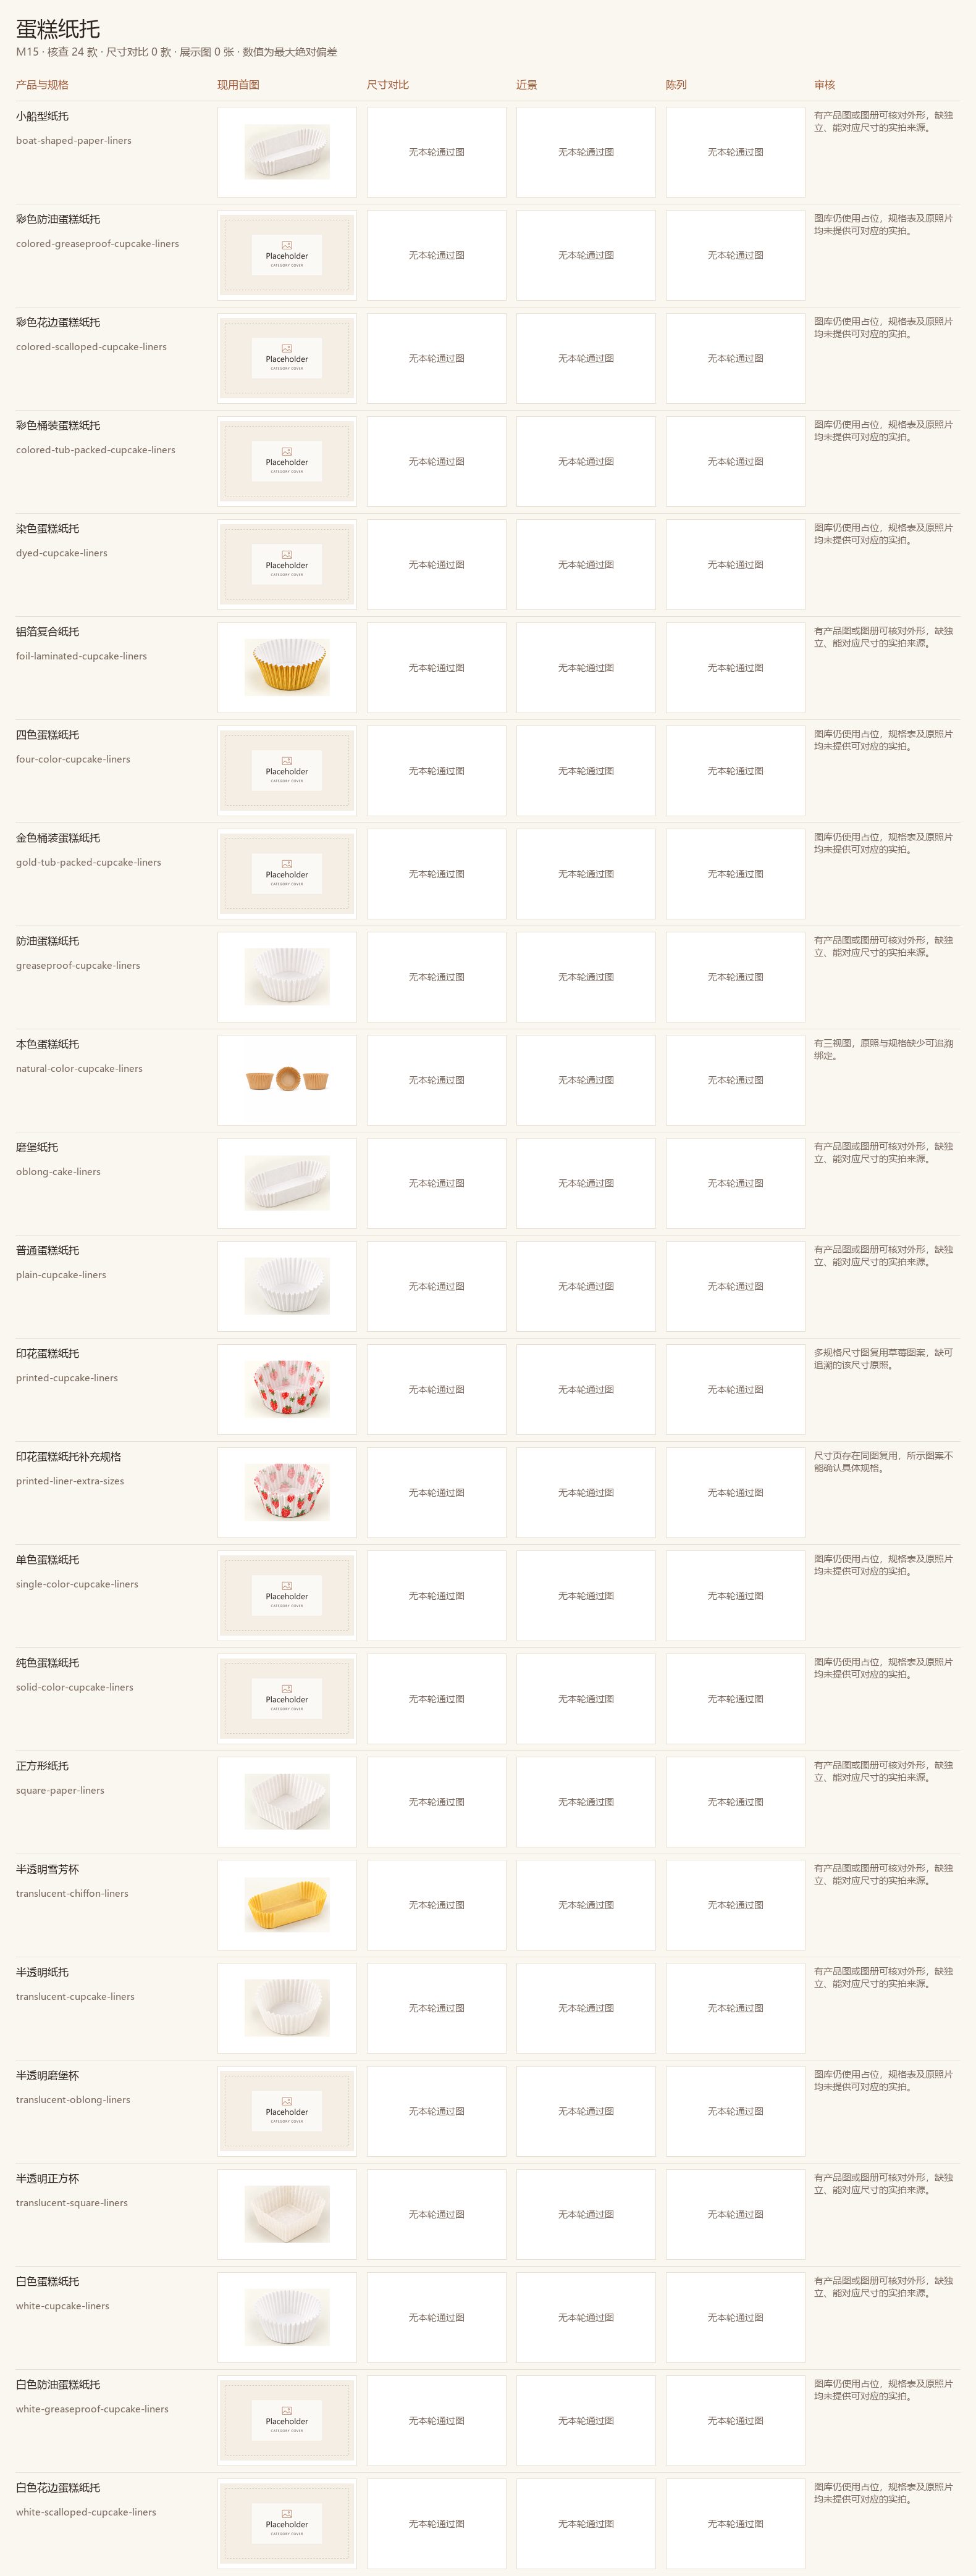 蛋糕纸托
M15 · 核查 24 款 · 尺寸对比 0 款 · 展示图 0 张 · 数值为最大绝对偏差
产品与规格 现用首图 尺寸对比 近景 陈列 审核
小船型纸托
boat-shaped-paper-liners
无本轮通过图 无本轮通过图 无本轮通过图
有产品图或图册可核对外形，缺独
立、能对应尺寸的实拍来源。
彩色防油蛋糕纸托
colored-greaseproof-cupcake-liners
Placeholder
CATEGORY COVER
无本轮通过图 无本轮通过图 无本轮通过图
图库仍使用占位，规格表及原照片
均未提供可对应的实拍。
彩色花边蛋糕纸托
colored-scalloped-cupcake-liners
Placeholder
CATEGORY COVER
无本轮通过图 无本轮通过图 无本轮通过图
图库仍使用占位，规格表及原照片
均未提供可对应的实拍。
彩色桶装蛋糕纸托
colored-tub-packed-cupcake-liners
Placeholder
CATEGORY COVER
无本轮通过图 无本轮通过图 无本轮通过图
图库仍使用占位，规格表及原照片
均未提供可对应的实拍。
染色蛋糕纸托
dyed-cupcake-liners
Placeholder
CATEGORY COVER
无本轮通过图 无本轮通过图 无本轮通过图
图库仍使用占位，规格表及原照片
均未提供可对应的实拍。
铝箔复合纸托
foil-laminated-cupcake-liners
无本轮通过图 无本轮通过图 无本轮通过图
有产品图或图册可核对外形，缺独
立、能对应尺寸的实拍来源。
四色蛋糕纸托
four-color-cupcake-liners
Placeholder
CATEGORY COVER
无本轮通过图 无本轮通过图 无本轮通过图
图库仍使用占位，规格表及原照片
均未提供可对应的实拍。
金色桶装蛋糕纸托
gold-tub-packed-cupcake-liners
Placeholder
CATEGORY COVER
无本轮通过图 无本轮通过图 无本轮通过图
图库仍使用占位，规格表及原照片
均未提供可对应的实拍。
防油蛋糕纸托
greaseproof-cupcake-liners
无本轮通过图 无本轮通过图 无本轮通过图
有产品图或图册可核对外形，缺独
立、能对应尺寸的实拍来源。
本色蛋糕纸托
natural-color-cupcake-liners
无本轮通过图 无本轮通过图 无本轮通过图
有三视图，原照与规格缺少可追溯
绑定。
磨堡纸托
oblong-cake-liners
无本轮通过图 无本轮通过图 无本轮通过图
有产品图或图册可核对外形，缺独
立、能对应尺寸的实拍来源。
普通蛋糕纸托
plain-cupcake-liners
无本轮通过图 无本轮通过图 无本轮通过图
有产品图或图册可核对外形，缺独
立、能对应尺寸的实拍来源。
印花蛋糕纸托
printed-cupcake-liners
无本轮通过图 无本轮通过图 无本轮通过图
多规格尺寸图复用草莓图案，缺可
追溯的该尺寸原照。
印花蛋糕纸托补充规格
printed-liner-extra-sizes
无本轮通过图 无本轮通过图 无本轮通过图
尺寸页存在同图复用，所示图案不
能确认具体规格。
单色蛋糕纸托
single-color-cupcake-liners
Placeholder
CATEGORY COVER
无本轮通过图 无本轮通过图 无本轮通过图
图库仍使用占位，规格表及原照片
均未提供可对应的实拍。
纯色蛋糕纸托
solid-color-cupcake-liners
Placeholder
CATEGORY COVER
无本轮通过图 无本轮通过图 无本轮通过图
图库仍使用占位，规格表及原照片
均未提供可对应的实拍。
正方形纸托
square-paper-liners
无本轮通过图 无本轮通过图 无本轮通过图
有产品图或图册可核对外形，缺独
立、能对应尺寸的实拍来源。
半透明雪芳杯
translucent-chiffon-liners
无本轮通过图 无本轮通过图 无本轮通过图
有产品图或图册可核对外形，缺独
立、能对应尺寸的实拍来源。
半透明纸托
translucent-cupcake-liners
无本轮通过图 无本轮通过图 无本轮通过图
有产品图或图册可核对外形，缺独
立、能对应尺寸的实拍来源。
半透明磨堡杯
translucent-oblong-liners
Placeholder
CATEGORY COVER
无本轮通过图 无本轮通过图 无本轮通过图
图库仍使用占位，规格表及原照片
均未提供可对应的实拍。
半透明正方杯
translucent-square-liners
无本轮通过图 无本轮通过图 无本轮通过图
有产品图或图册可核对外形，缺独
立、能对应尺寸的实拍来源。
白色蛋糕纸托
white-cupcake-liners
无本轮通过图 无本轮通过图 无本轮通过图
有产品图或图册可核对外形，缺独
立、能对应尺寸的实拍来源。
白色防油蛋糕纸托
white-greaseproof-cupcake-liners
Placeholder
CATEGORY COVER
无本轮通过图 无本轮通过图 无本轮通过图
图库仍使用占位，规格表及原照片
均未提供可对应的实拍。
白色花边蛋糕纸托
white-scalloped-cupcake-liners
Placeholder
CATEGORY COVER
无本轮通过图 无本轮通过图 无本轮通过图
图库仍使用占位，规格表及原照片
均未提供可对应的实拍。